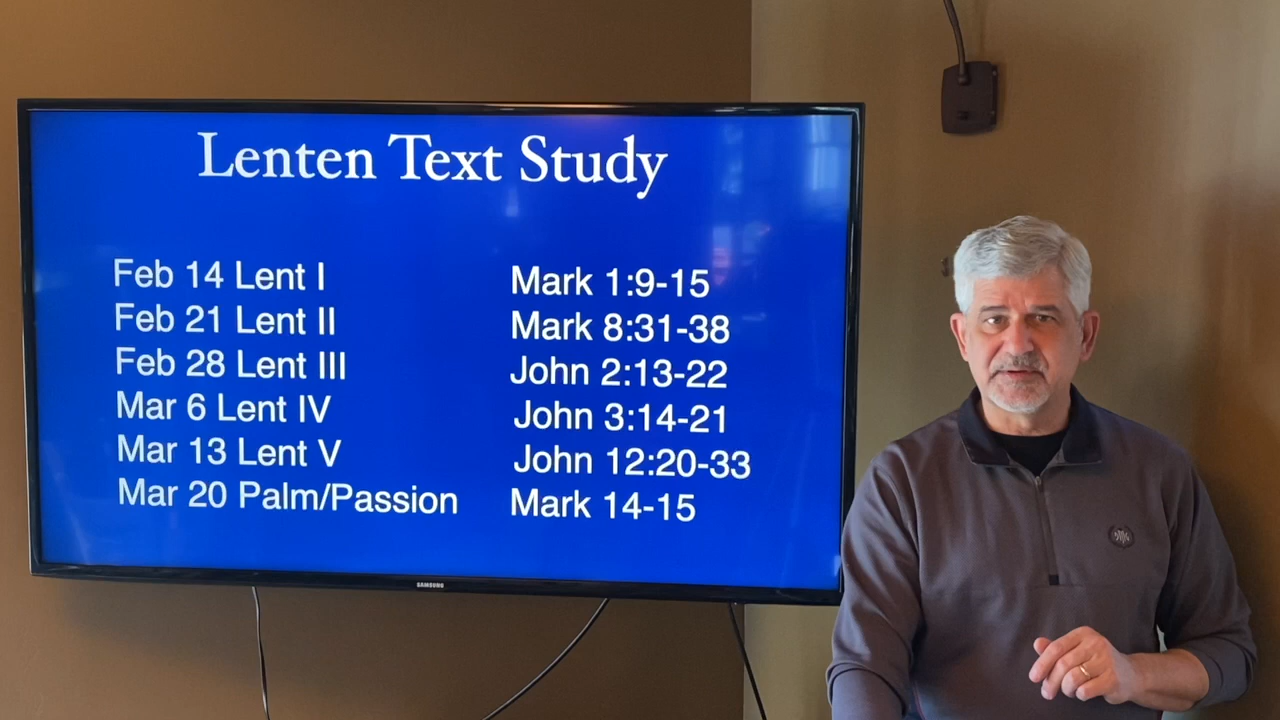 Lenten Text Study
Feb 14 Lent I Mark 1:9-15
Feb 21 Lent II Mark 8:31-38
Feb 28 Lent III John 2:13-22
Mar 6 Lent IV John 3:14-21
Mar 13 Lent V John 12:20-33
Mar 20 Palm/Passion Mark 14-15
SAMSUNG